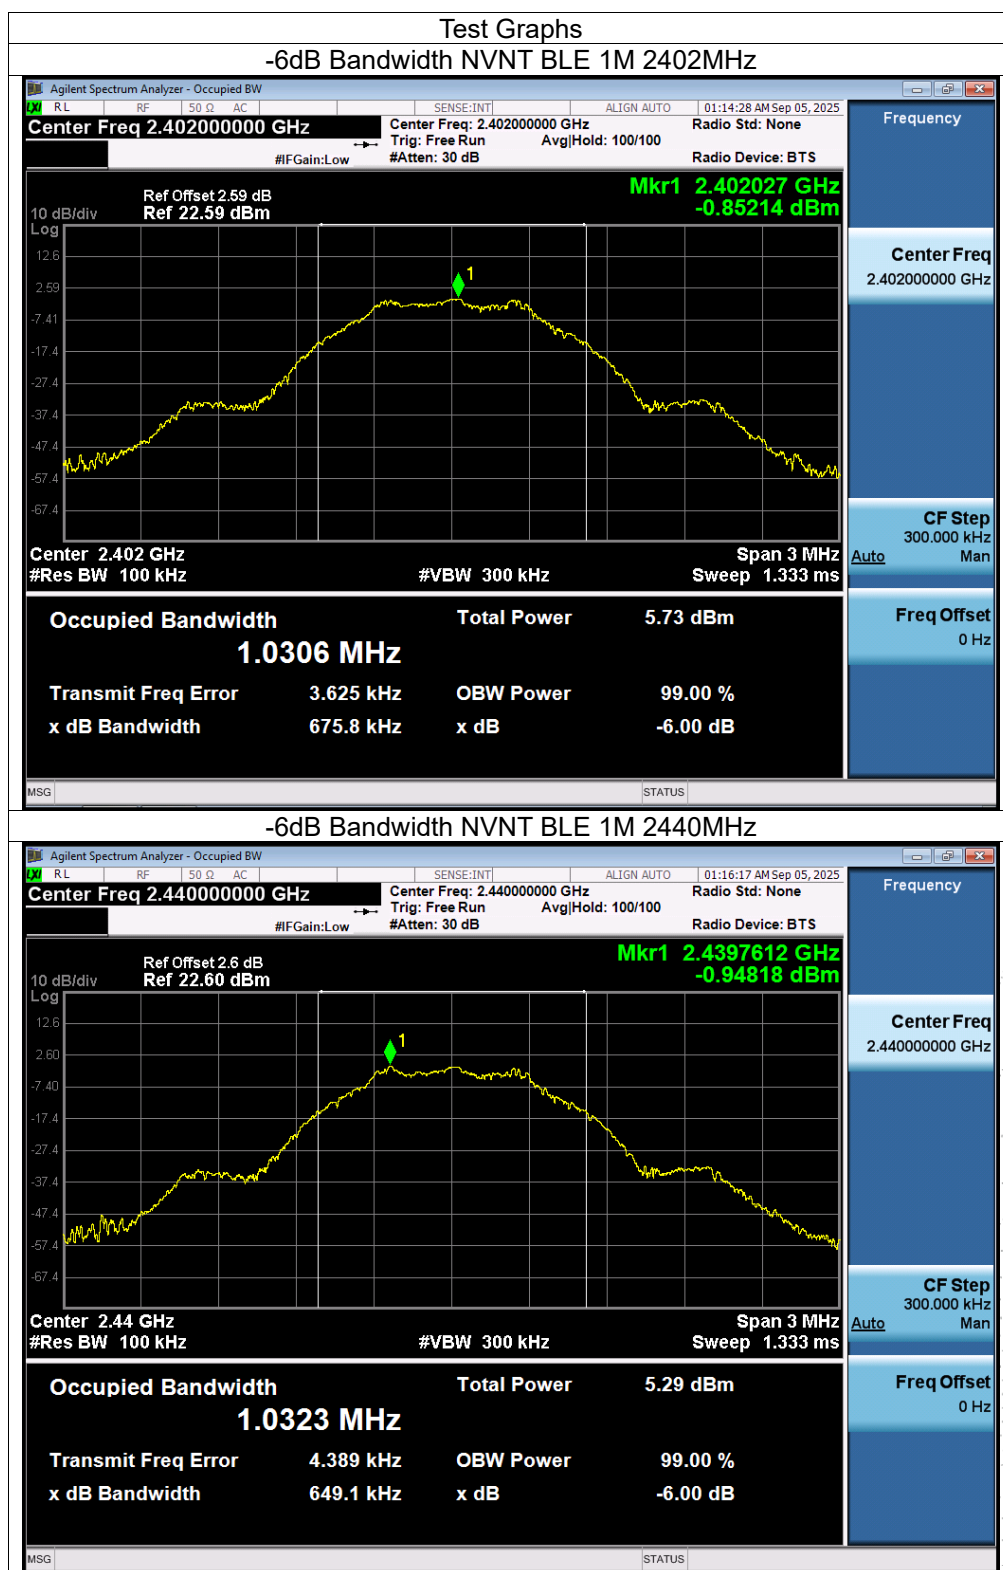 Test Graphs
-6dB Bandwidth NVNT BLE 1M 2402MHz
Agilent Spectrum Analyzer - Occupied BW
LXI RL RF 50 Ω AC SENSE:INT ALIGN AUTO 01:14:28 AM Sep 05, 2025
Center Freq 2.402000000 GHz
Center Freq: 2.402000000 GHz Radio Std: None
Trig: Free Run Avg|Hold: 100/100
#IFGain:Low #Atten: 30 dB Radio Device: BTS
Frequency
Mkr1 2.402027 GHz
-0.85214 dBm
Ref Offset 2.59 dB
10 dB/div Ref 22.59 dBm
Log
12.6
2.59
-7.41
-17.4
-27.4
-37.4
-47.4
-57.4
-67.4
1
Center 2.402 GHz Span 3 MHz
#Res BW 100 kHz #VBW 300 kHz Sweep 1.333 ms
Center Freq
2.402000000 GHz
CF Step
300.000 kHz
Auto Man
Freq Offset
0 Hz
Occupied Bandwidth Total Power 5.73 dBm
1.0306 MHz
Transmit Freq Error 3.625 kHz OBW Power 99.00 %
x dB Bandwidth 675.8 kHz x dB -6.00 dB
MSG STATUS
-6dB Bandwidth NVNT BLE 1M 2440MHz
Agilent Spectrum Analyzer - Occupied BW
LXI RL RF 50 Ω AC SENSE:INT ALIGN AUTO 01:16:17 AM Sep 05, 2025
Center Freq 2.440000000 GHz
Center Freq: 2.440000000 GHz Radio Std: None
Trig: Free Run Avg|Hold: 100/100
#IFGain:Low #Atten: 30 dB Radio Device: BTS
Frequency
Mkr1 2.4397612 GHz
-0.94818 dBm
Ref Offset 2.6 dB
10 dB/div Ref 22.60 dBm
Log
12.6
2.60
-7.40
-17.4
-27.4
-37.4
-47.4
-57.4
-67.4
1
Center 2.44 GHz Span 3 MHz
#Res BW 100 kHz #VBW 300 kHz Sweep 1.333 ms
Center Freq
2.440000000 GHz
CF Step
300.000 kHz
Auto Man
Freq Offset
0 Hz
Occupied Bandwidth Total Power 5.29 dBm
1.0323 MHz
Transmit Freq Error 4.389 kHz OBW Power 99.00 %
x dB Bandwidth 649.1 kHz x dB -6.00 dB
MSG STATUS